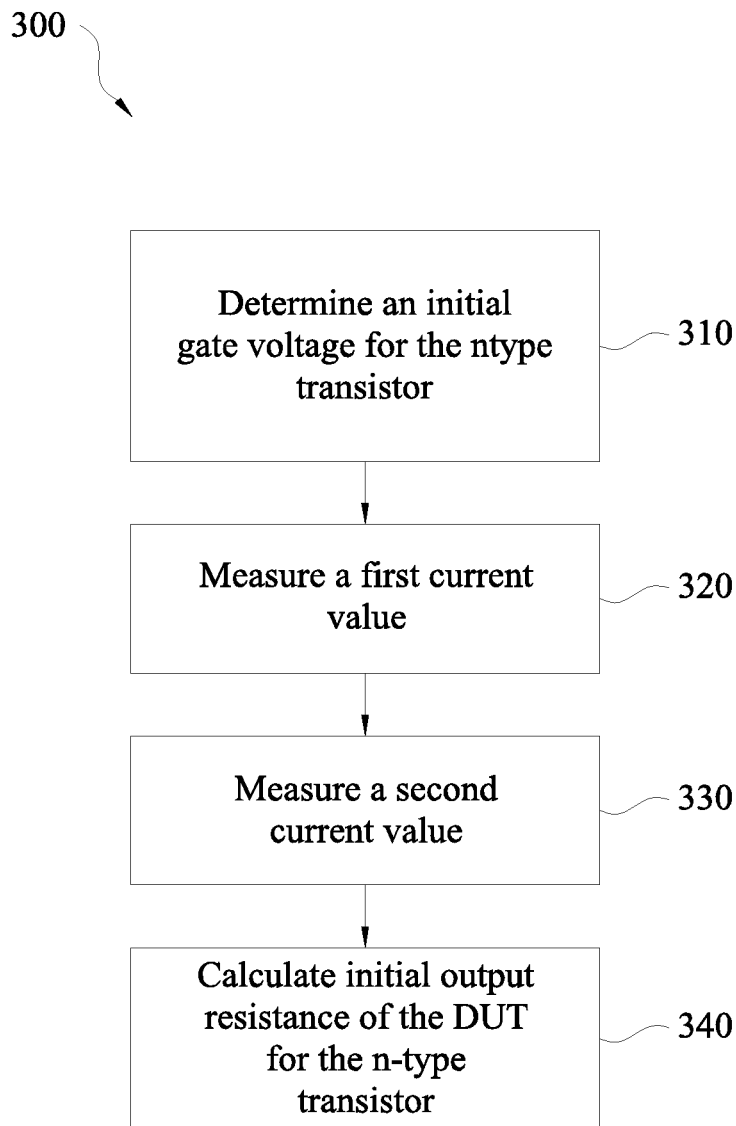 300
Determine an initial
gate voltage for the ntype
transistor
310
Measure a first current
value
320
Measure a second
current value
330
Calculate initial output
resistance of the DUT
for the n-type
transistor
340